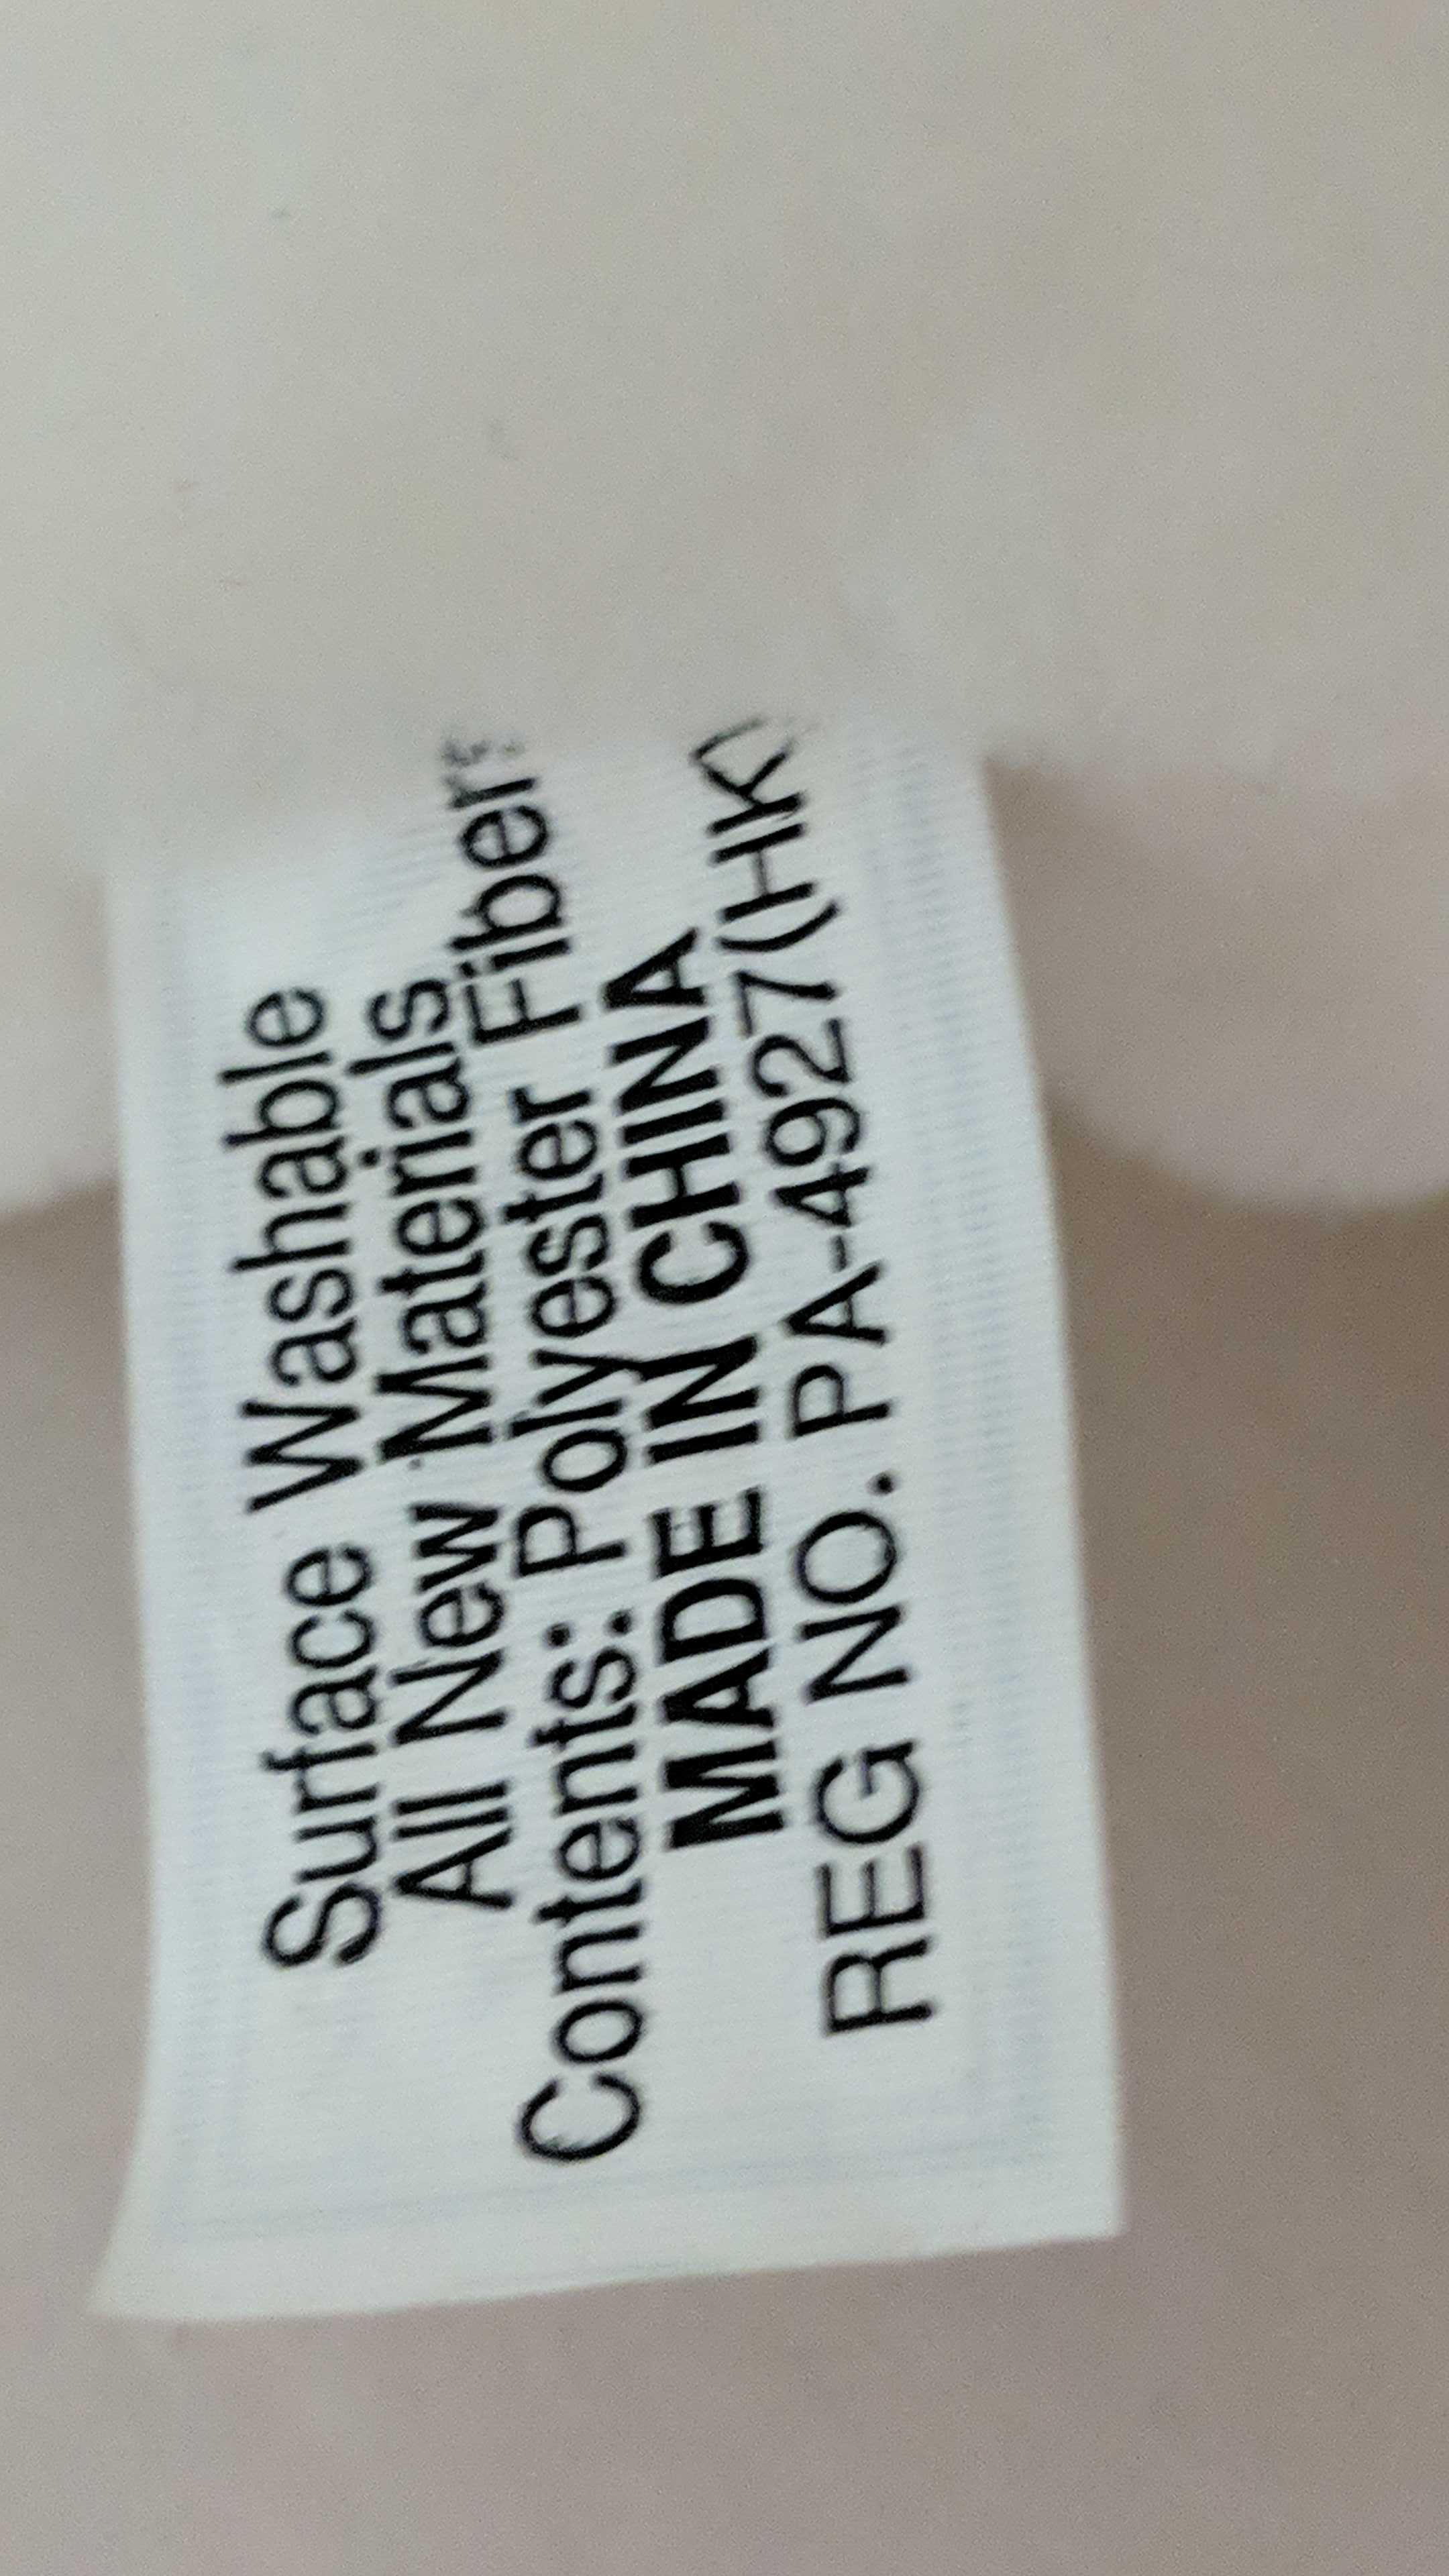 Surface Washable
All New Materials
Contents: Polyester Fibers
MADE IN CHINA
REG NO. PA-4927(HK)